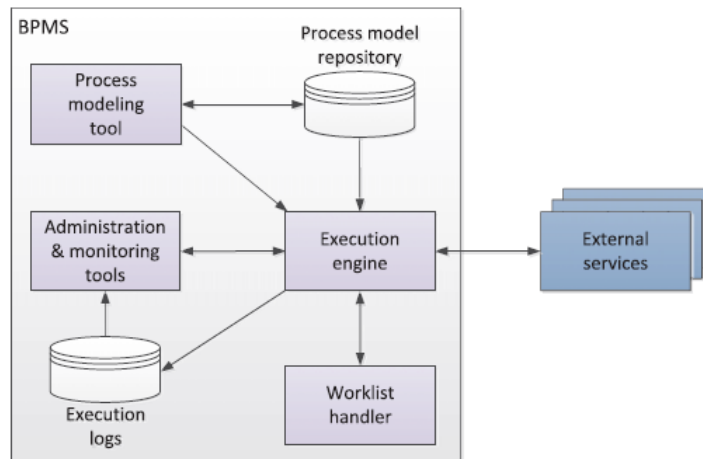 BPMS
Process model
repository
Process
modeling
tool
Administration
& monitoring
tools
Execution
engine
External
services
Execution
logs
Worklist
handler